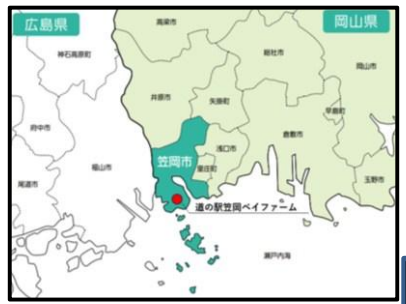 広島県
岡山県
高梁市
神石高原町
総社市
岡山市
井原市
矢掛町
早島町
府中市
倉敷市
浅口市
笠岡市
福山市
里庄町
尾道市
玉野市
道の駅笠岡ベイファーム
瀬戸内海